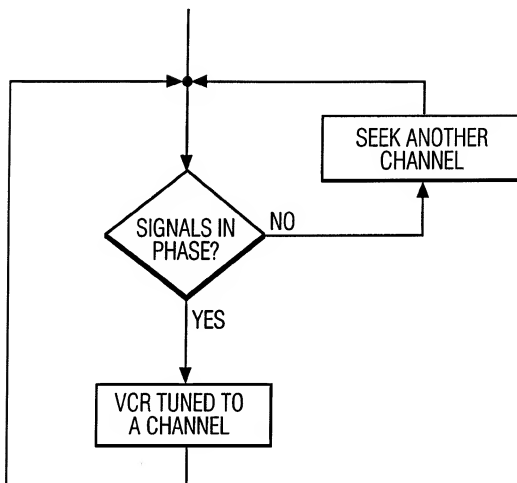 SEEK ANOTHER
CHANNEL
SIGNALS IN
PHASE?
NO
YES
VCR TUNED TO
A CHANNEL